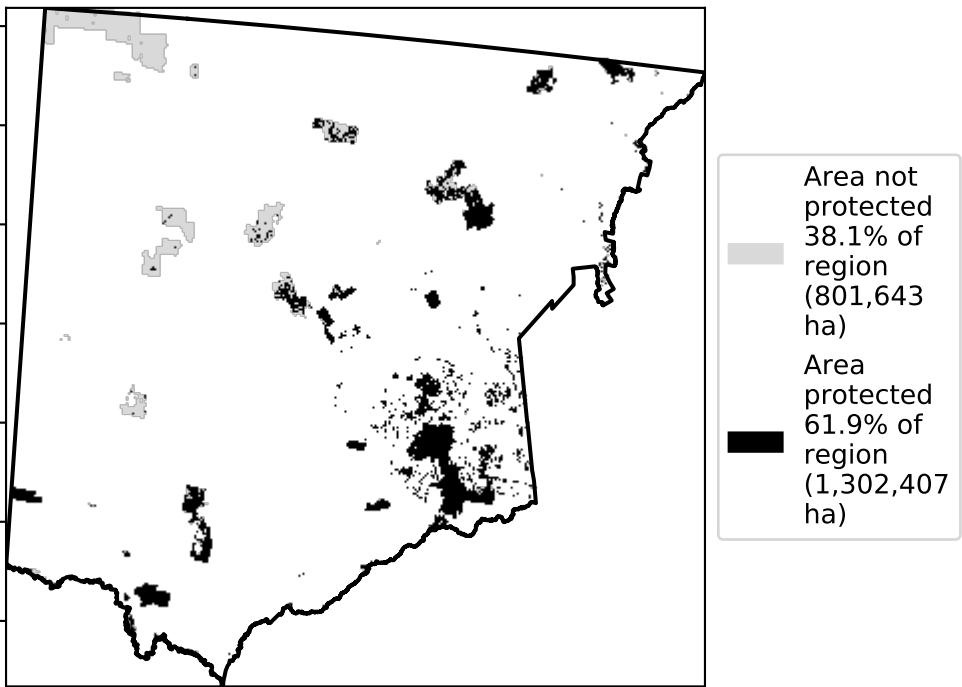 Area not
protected
38.1% of
region
(801,643
ha)
Area
protected
61.9% of
region
(1,302,407
ha)